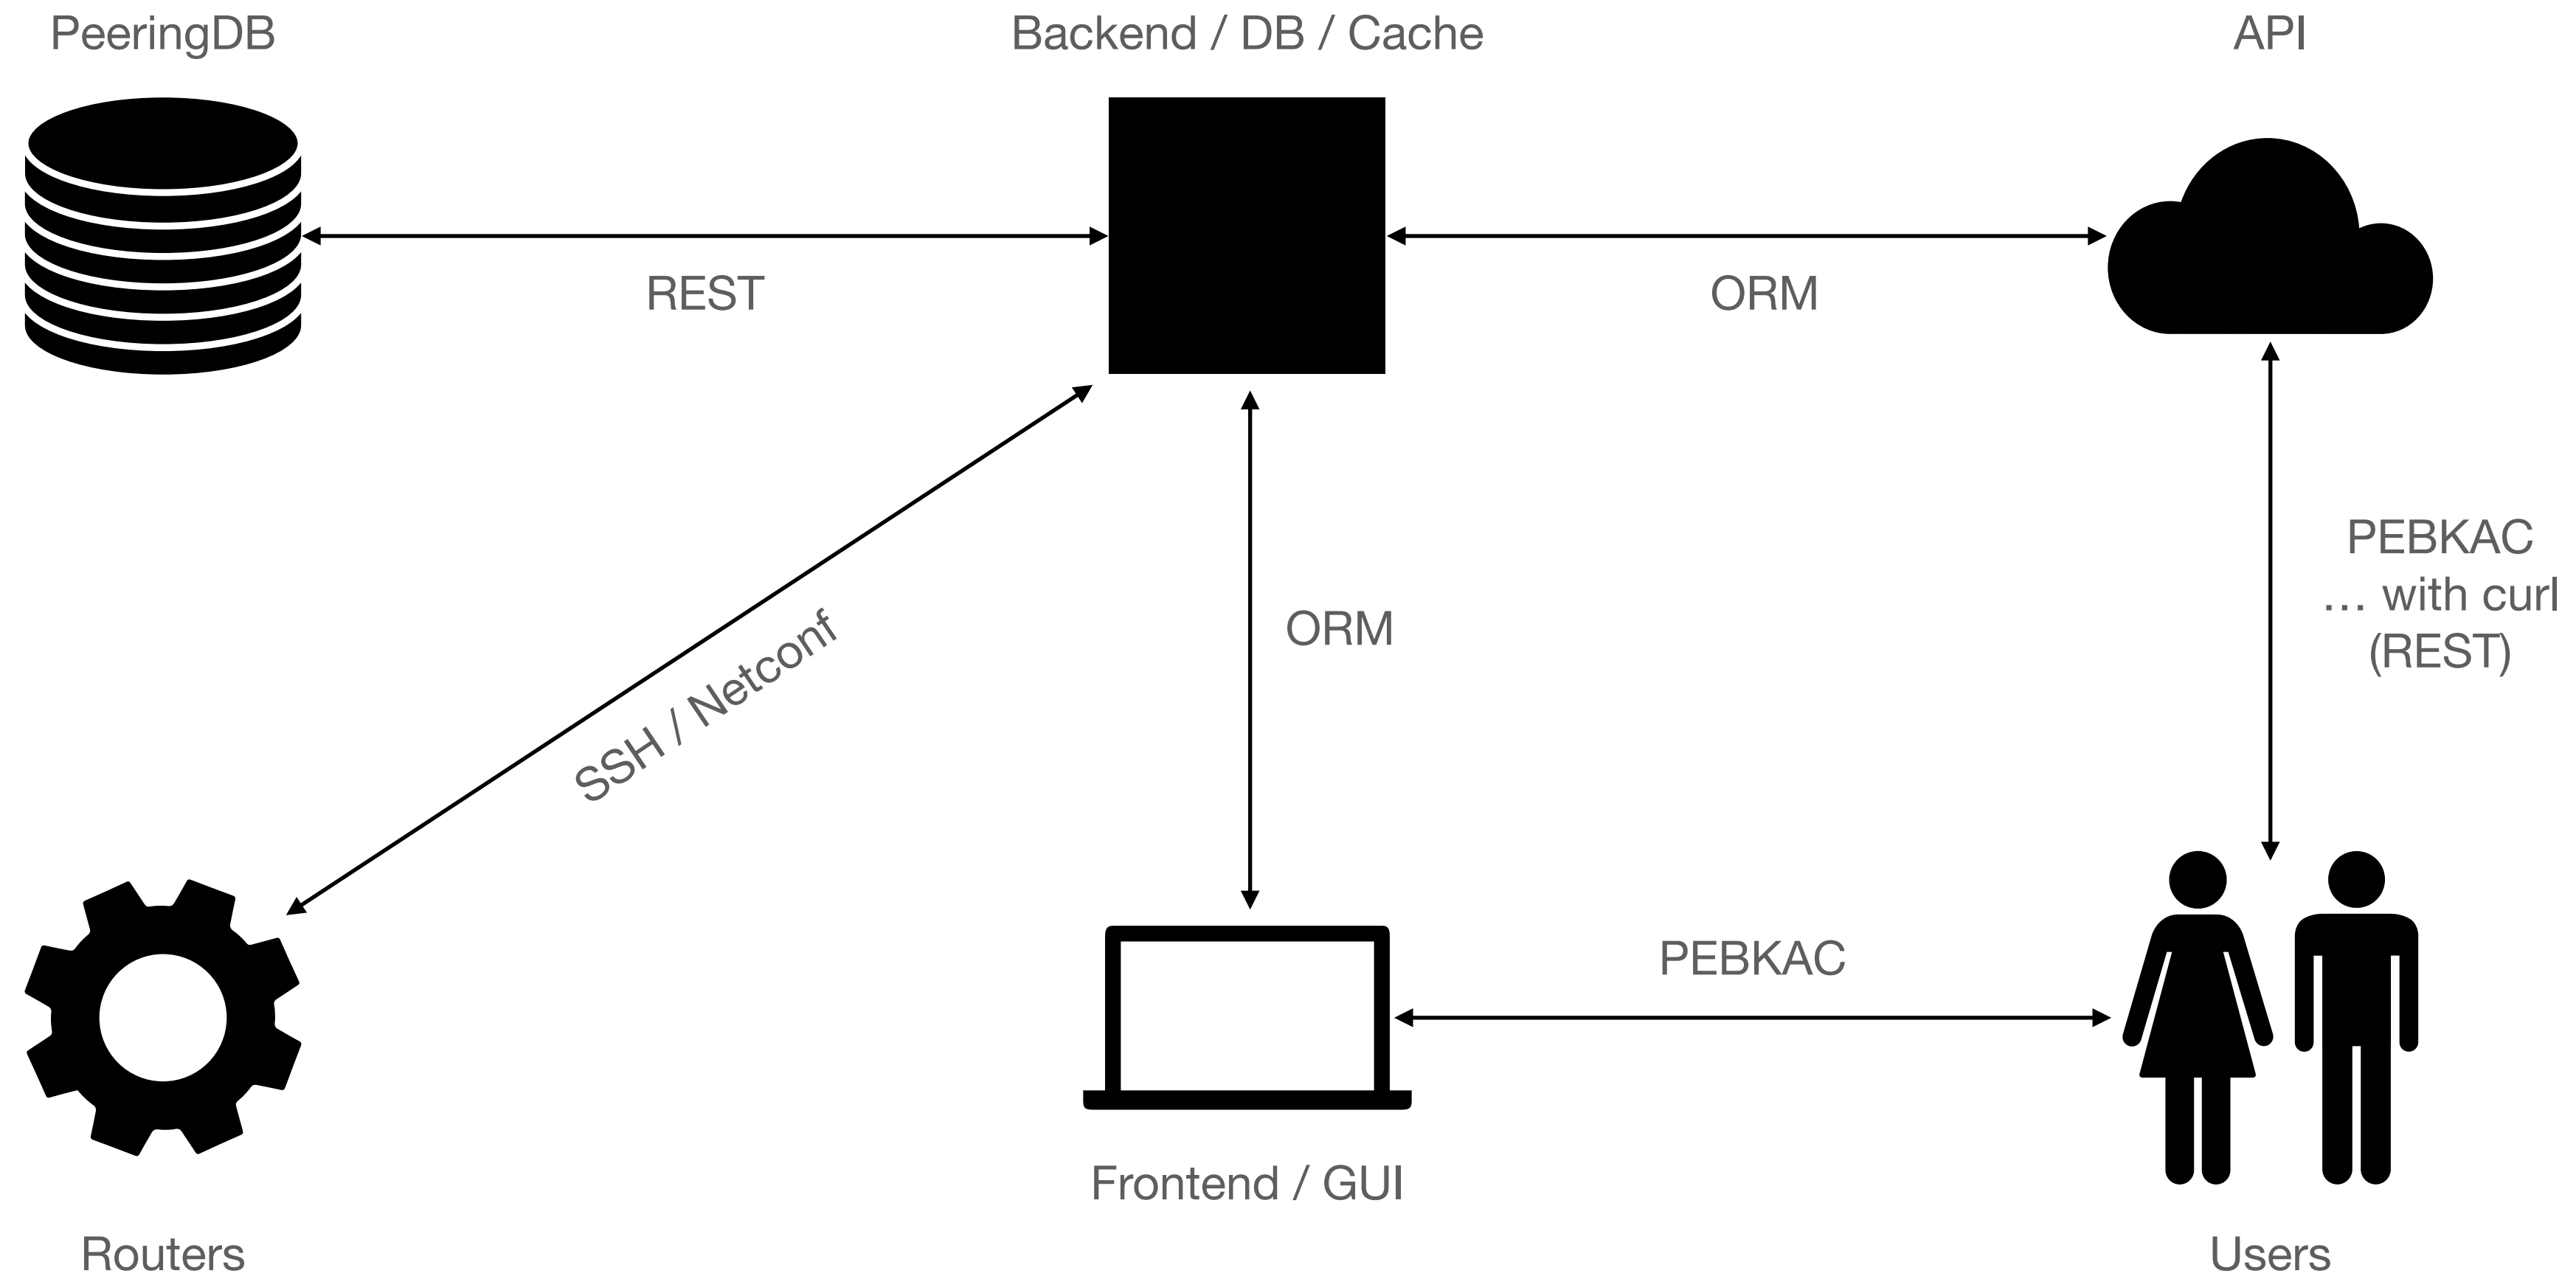 PeeringDB
Backend / DB / Cache
API
REST
ORM
PEBKAC
… with curl
(REST)
SSH / Netconf
ORM
PEBKAC
Frontend / GUI
Routers
Users